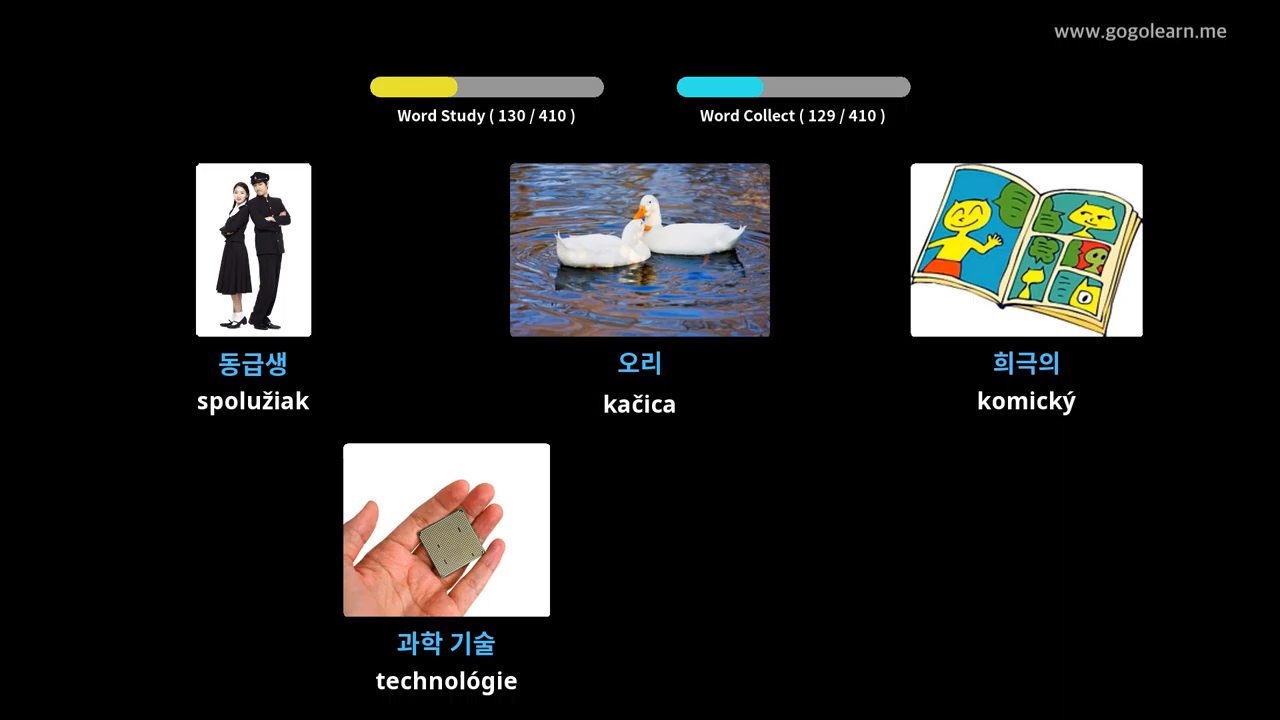 www.gogolearn.me
Word Study ( 130 / 410 )
Word Collect ( 129 / 410 )
동급생
spolužiak
오리
kačica
희극의
komický
과학 기술
technológie